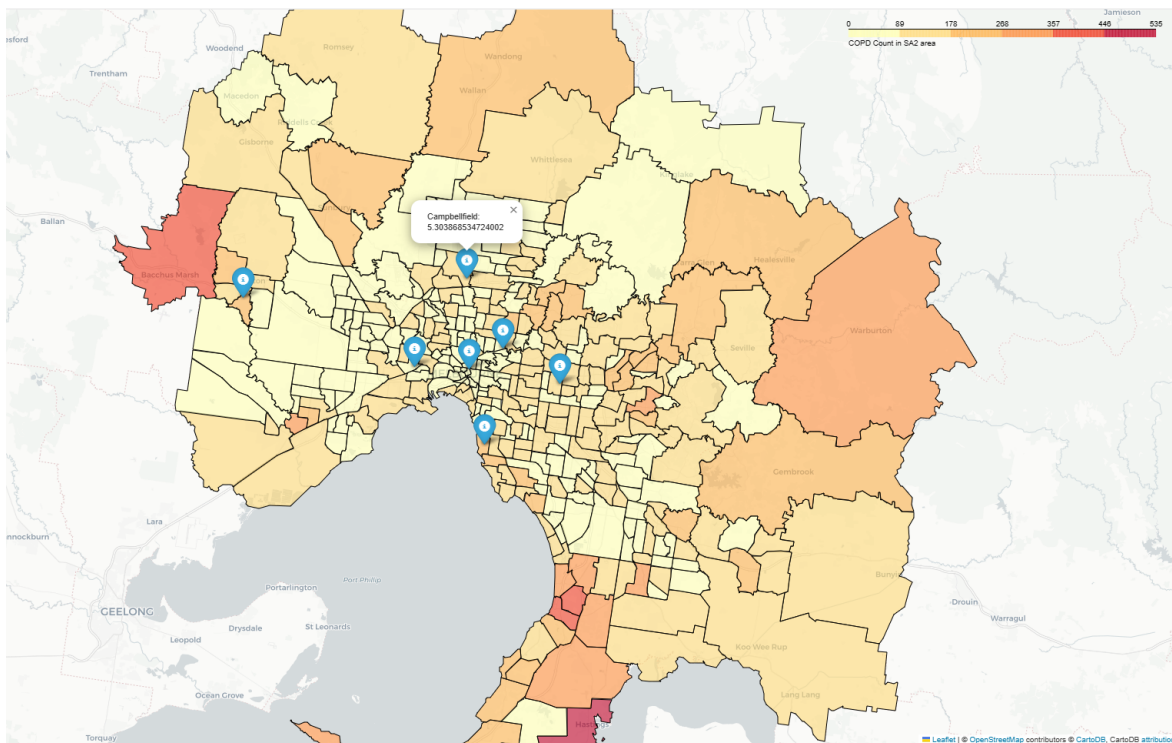 Jamieson
0 89 178 268 357 446 535
COPD Count in SA2 area
Woodend
Romsey
Wandong
Trentham
Wallan
Macedon
Gisborne
Whittlesea
Campbellfield:
5.303868534724002
×
Ballan
Healesville
Bacchus Marsh
Warburton
Seville
Gembrook
Lara
Port Phillip
Portarlington
GEELONG
Drysdale
St Leonards
Leopold
Drouin
Warragul
Koo Wee Rup
Ocean Grove
Lang Lang
Torquay
Leaflet | © OpenStreetMap contributors © CartoDB, CartoDB attribution